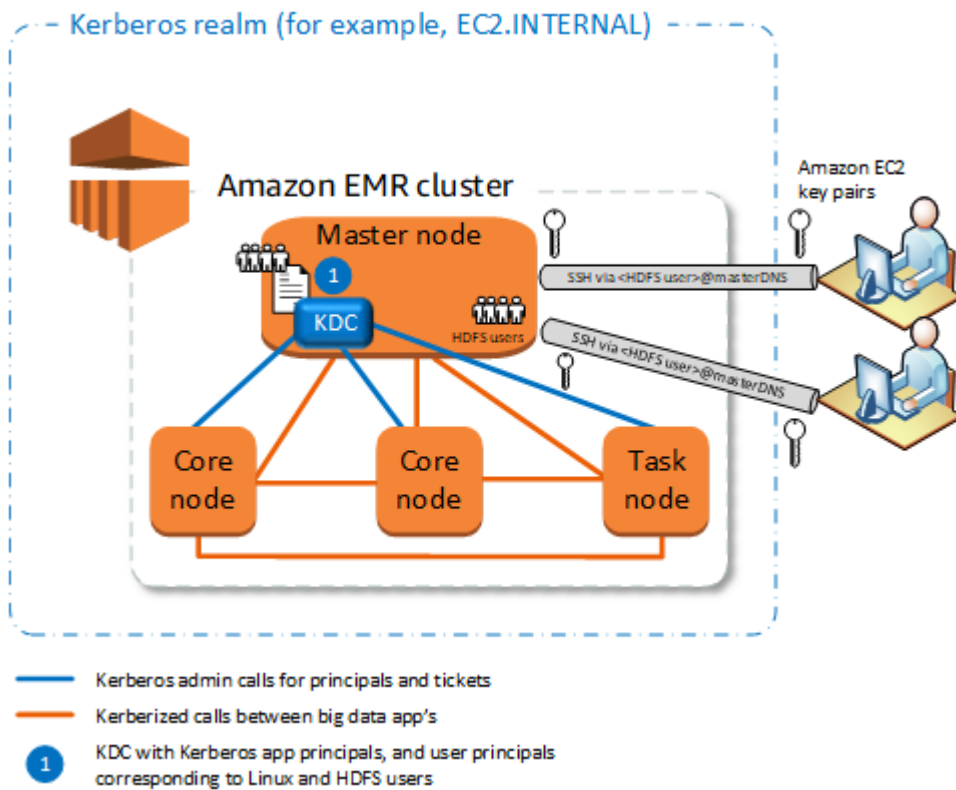 Kerberos realm (for example, EC2.INTERNAL)
Amazon EMR cluster
Amazon EC2
key pairs
Master node
1
KDC
HDFS users
SSH via <HDFS user>@masterDNS
SSH via <HDFS user>@masterDNS
Core
node
Core
node
Task
node
Kerberos admin calls for principals and tickets
Kerberized calls between big data app's
1
KDC with Kerberos app principals, and user principals
corresponding to Linux and HDFS users